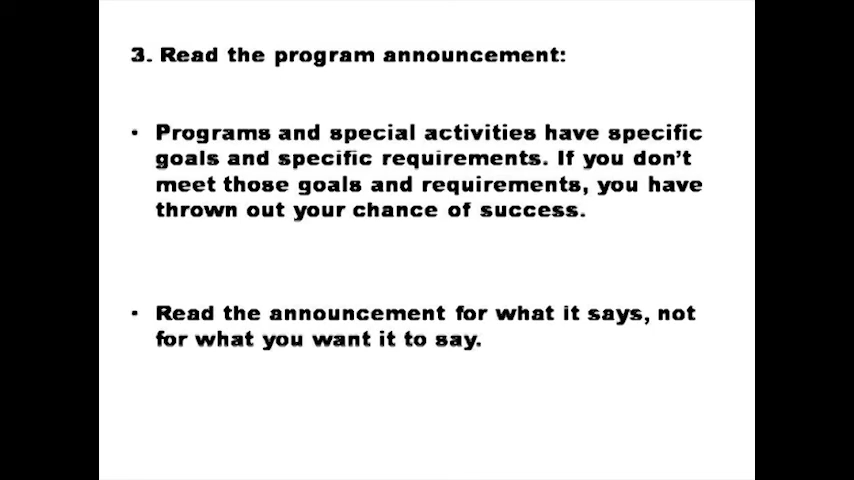 3. Read the program announcement:
• Programs and special activities have specific
goals and specific requirements. If you don't
meet those goals and requirements, you have
thrown out your chance of success.
• Read the announcement for what it says, not
for what you want it to say.